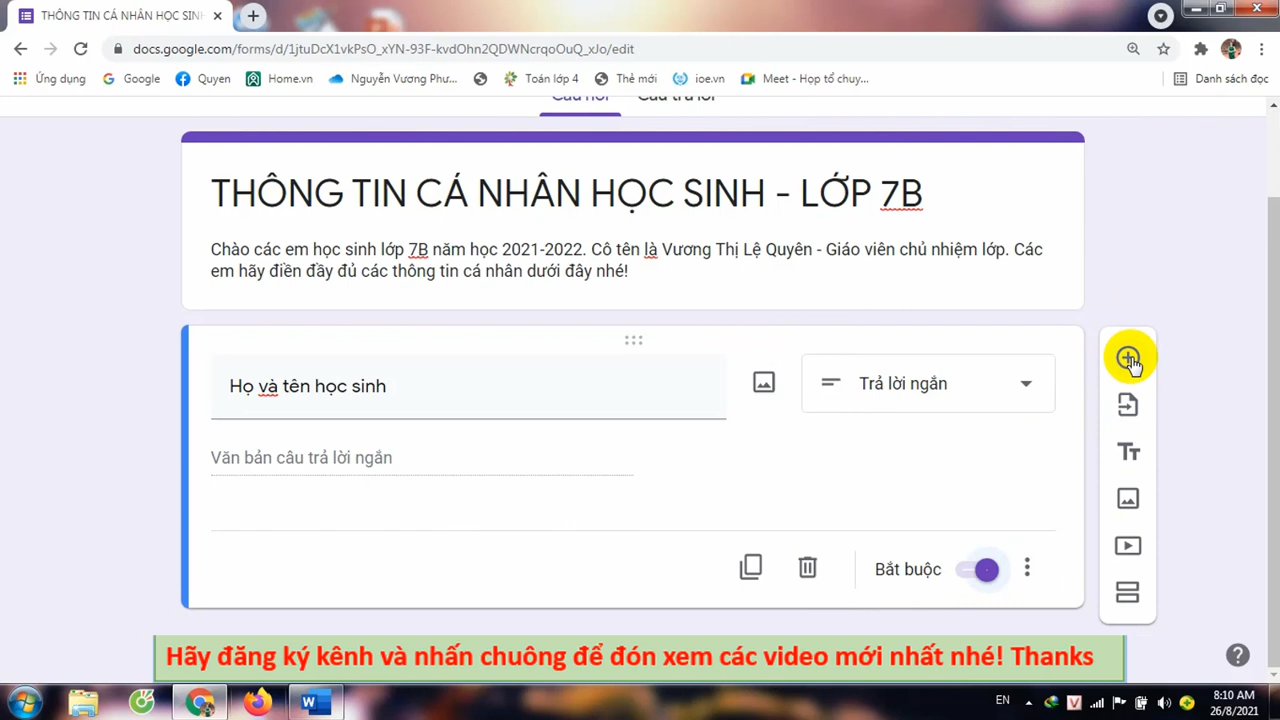 THÔNG TIN CÁ NHÂN HỌC SINH
docs.google.com/forms/d/1jtuDcX1vkPsO_xYN-93F-kvdOhn2QDWNcrqoOuQ_xJo/edit
Ứng dụng Google Quyen Home.vn Nguyễn Vương Phư... Toán lớp 4 Thẻ mới ioe.vn Meet - Họp tổ chuy... Danh sách đọc
Câu hỏi Câu trả lời
THÔNG TIN CÁ NHÂN HỌC SINH - LỚP 7B
Chào các em học sinh lớp 7B năm học 2021-2022. Cô tên là Vương Thị Lệ Quyên - Giáo viên chủ nhiệm lớp. Các
em hãy điền đầy đủ các thông tin cá nhân dưới đây nhé!
Họ và tên học sinh
Trả lời ngắn
Văn bản câu trả lời ngắn
Bắt buộc
Hãy đăng ký kênh và nhấn chuông để đón xem các video mới nhất nhé! Thanks
EN
8:10 AM
26/8/2021